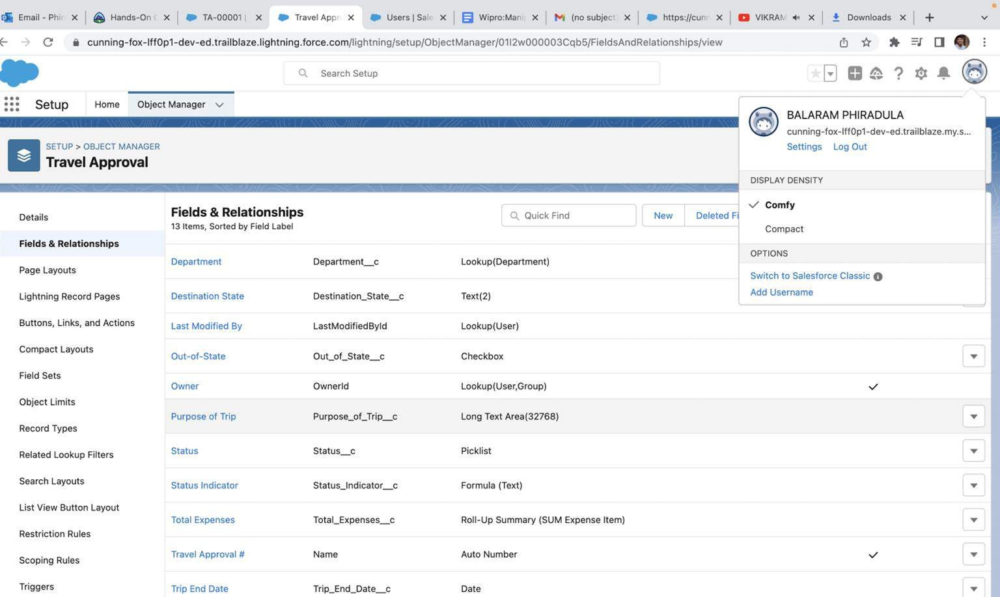 Email - Phir
Hands-On C
TA-00001 |
Travel Appr
Users | Sale
Wipro:Mani
(no subject
https://cunn
VIKRAM
Downloads
cunning-fox-lff0p1-dev-ed.trailblaze.lightning.force.com/lightning/setup/ObjectManager/01I2w000003Cqb5/FieldsAndRelationships/view
Search Setup
Setup
Home
Object Manager
BALARAM PHIRADULA
cunning-fox-lff0p1-dev-ed.trailblaze.my.s...
Settings Log Out
DISPLAY DENSITY
Comfy
Compact
OPTIONS
Switch to Salesforce Classic
Add Username
SETUP > OBJECT MANAGER
Travel Approval
Details
Fields & Relationships
Page Layouts
Lightning Record Pages
Buttons, Links, and Actions
Compact Layouts
Field Sets
Object Limits
Record Types
Related Lookup Filters
Search Layouts
List View Button Layout
Restriction Rules
Scoping Rules
Triggers
Fields & Relationships
13 Items, Sorted by Field Label
Quick Find
New
Deleted Fi
Department Department__c Lookup(Department)
Destination State Destination_State__c Text(2)
Last Modified By LastModifiedById Lookup(User)
Out-of-State Out_of_State__c Checkbox
Owner OwnerId Lookup(User,Group)
Purpose of Trip Purpose_of_Trip__c Long Text Area(32768)
Status Status__c Picklist
Status Indicator Status_Indicator__c Formula (Text)
Total Expenses Total_Expenses__c Roll-Up Summary (SUM Expense Item)
Travel Approval # Name Auto Number
Trip End Date Trip_End_Date__c Date